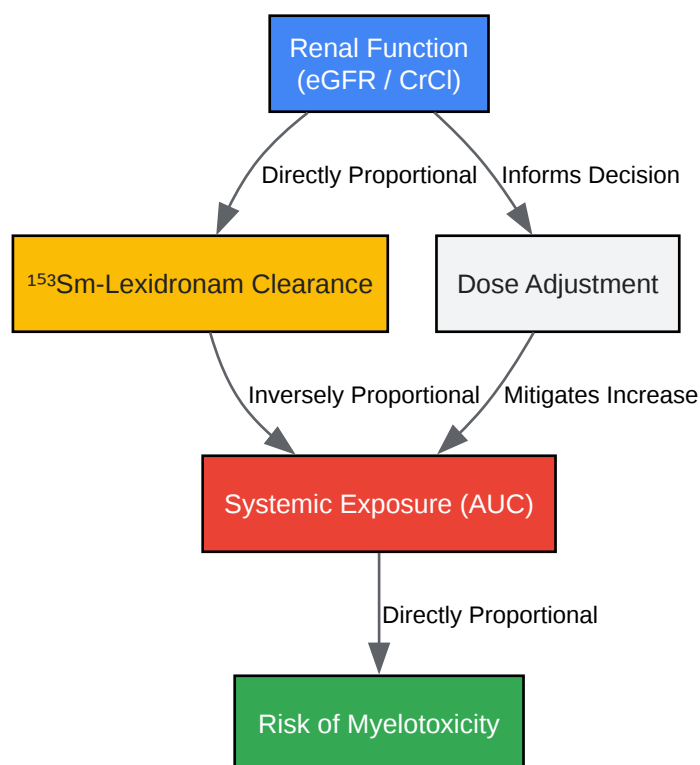 Renal Function
(eGFR / CrCl)
Directly Proportional
Informs Decision
¹⁵³Sm-Lexidronam Clearance
Dose Adjustment
Inversely Proportional
Mitigates Increase
Systemic Exposure (AUC)
Directly Proportional
Risk of Myelotoxicity